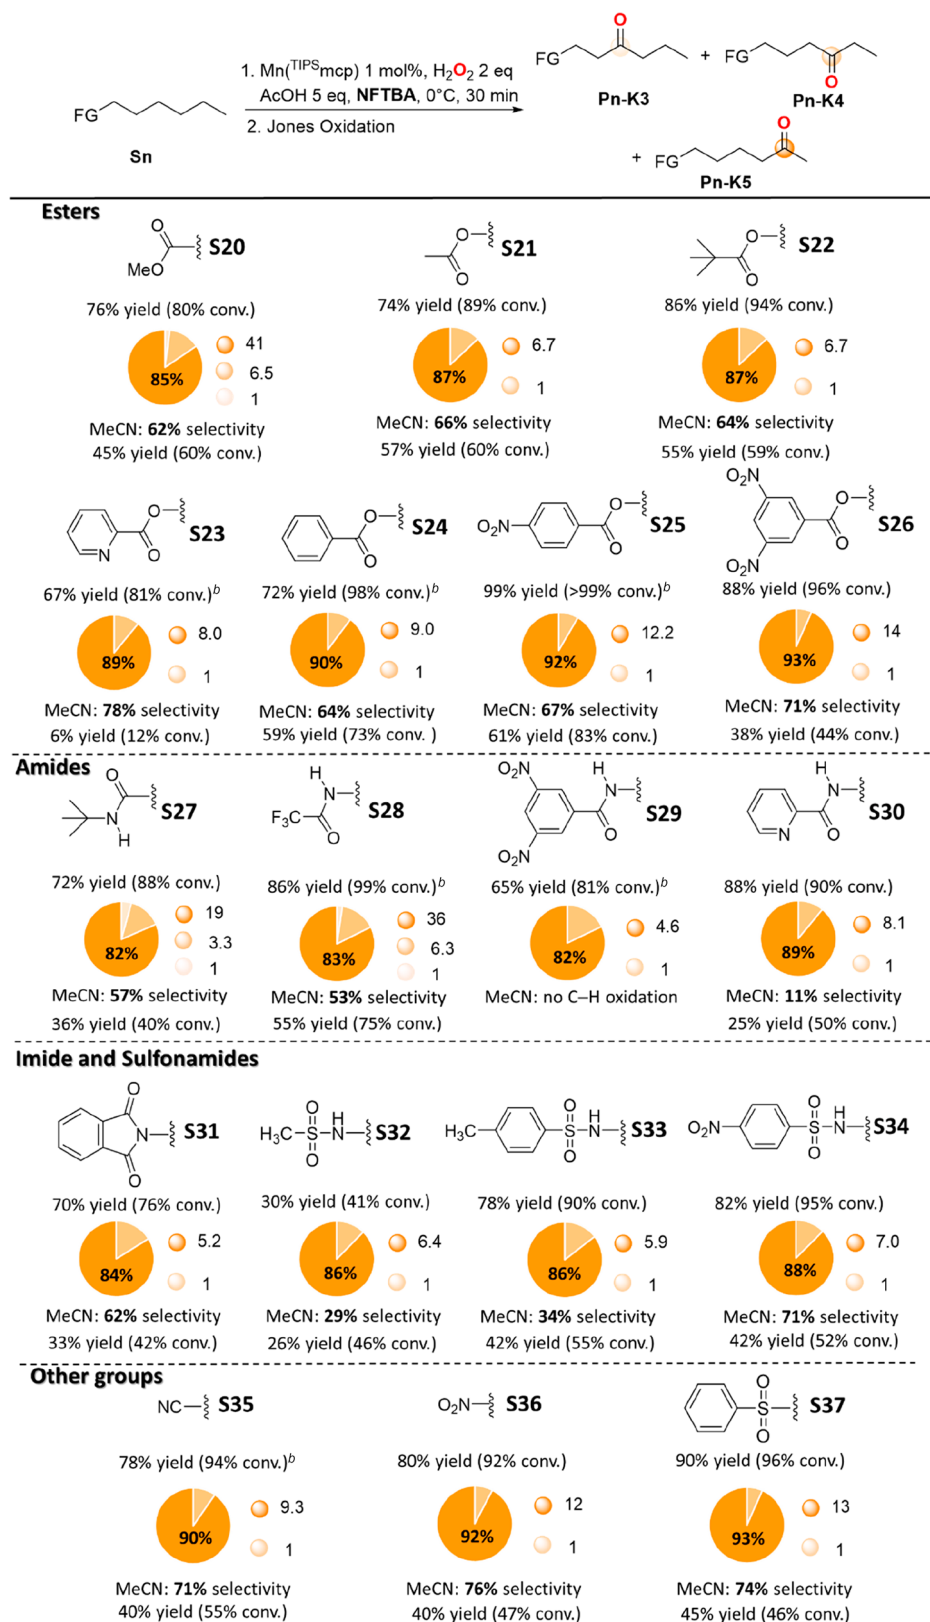 O
FG
+
Pn-K3
FG
O
Pn-K4
1. Mn(TIPSmcp) 1 mol%, H2O2 2 eq
AcOH 5 eq, NFTBA, 0°C, 30 min
2. Jones Oxidation
FG
Sn
+
FG
O
Pn-K5
Esters
O
MeO
S20
O
O
S21
O
O
S22
76% yield (80% conv.)
74% yield (89% conv.)
86% yield (94% conv.)
85%
41
6.5
1
87%
6.7
1
87%
6.7
1
MeCN: 62% selectivity
45% yield (60% conv.)
MeCN: 66% selectivity
57% yield (60% conv.)
MeCN: 64% selectivity
55% yield (59% conv.)
N
O
O
S23
O
O
S24
NO2
O
O
S25
O2N
O2N
O
O
S26
67% yield (81% conv.)b
72% yield (98% conv.)b
99% yield (>99% conv.)b
88% yield (96% conv.)
89%
8.0
1
90%
9.0
1
92%
12.2
1
93%
14
1
MeCN: 78% selectivity
6% yield (12% conv.)
MeCN: 64% selectivity
59% yield (73% conv. )
MeCN: 67% selectivity
61% yield (83% conv.)
MeCN: 71% selectivity
38% yield (44% conv.)
Amides
O
N
H
S27
F3C
O
H
N
S28
O2N
O2N
O
H
N
S29
N
O
H
N
S30
72% yield (88% conv.)
86% yield (99% conv.)b
65% yield (81% conv.)b
88% yield (90% conv.)
82%
19
3.3
1
83%
36
6.3
1
82%
4.6
1
89%
8.1
1
MeCN: 57% selectivity
36% yield (40% conv.)
MeCN: 53% selectivity
55% yield (75% conv.)
MeCN: no C–H oxidation
MeCN: 11% selectivity
25% yield (50% conv.)
Imide and Sulfonamides
O
N
O
S31
H3C
O
S
O
H
N
S32
H3C
O
S
O
H
N
S33
NO2
O
S
O
H
N
S34
70% yield (76% conv.)
30% yield (41% conv.)
78% yield (90% conv.)
82% yield (95% conv.)
84%
5.2
1
86%
6.4
1
86%
5.9
1
88%
7.0
1
MeCN: 62% selectivity
33% yield (42% conv.)
MeCN: 29% selectivity
26% yield (46% conv.)
MeCN: 34% selectivity
42% yield (55% conv.)
MeCN: 71% selectivity
42% yield (52% conv.)
Other groups
NC
S35
O2N
S36
O
S
O
S37
78% yield (94% conv.)b
80% yield (92% conv.)
90% yield (96% conv.)
90%
9.3
1
92%
12
1
93%
13
1
MeCN: 71% selectivity
40% yield (55% conv.)
MeCN: 76% selectivity
40% yield (47% conv.)
MeCN: 74% selectivity
45% yield (46% conv.)